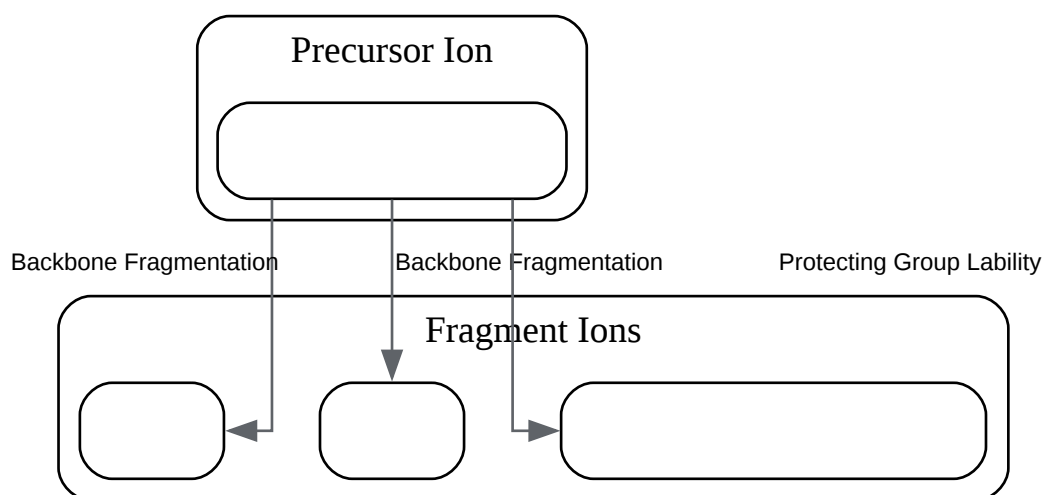 Precursor Ion
Backbone Fragmentation
Backbone Fragmentation
Protecting Group Lability
Fragment Ions